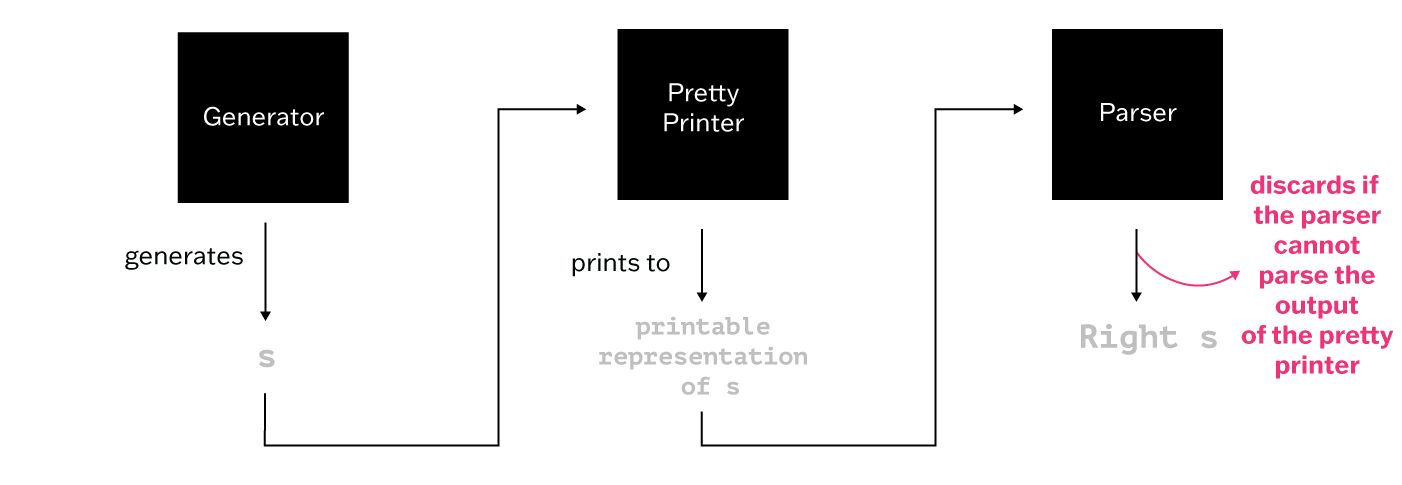 Generator
generates
s
Pretty
Printer
prints to
printable
representation
of s
Parser
Right s
discards if
the parser
cannot
parse the
output
of the pretty
printer